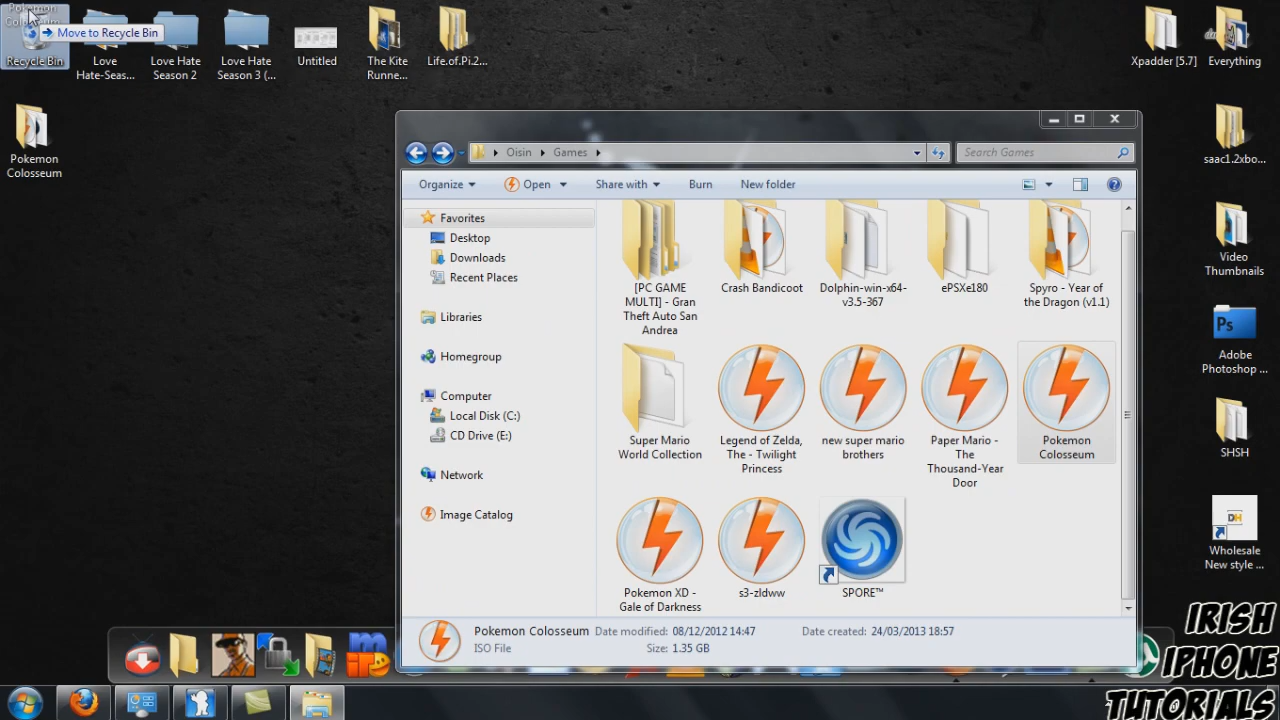 Pokemon
Move to Recycle Bin
Recycle Bin
Love
Hate-Seas...
Love Hate
Season 2
Love Hate
Season 3 (...
Untitled
The Kite
Runne...
Life.of.Pi.2...
Xpadder [5.7]
Everything
Pokemon
Colosseum
saac1.2xbo...
Video
Thumbnails
Ps
Adobe
Photoshop ...
SHSH
DH
Wholesale
New style ...
Oisin
Games
Search Games
Organize
Open
Share with
Burn
New folder
Favorites
Desktop
Downloads
Recent Places
Libraries
Homegroup
Computer
Local Disk (C:)
CD Drive (E:)
Network
Image Catalog
[PC GAME
MULTI] - Gran
Theft Auto San
Andrea
Crash Bandicoot
Dolphin-win-x64-
v3.5-367
ePSXe180
Spyro - Year of
the Dragon (v1.1)
Super Mario
World Collection
Legend of Zelda,
The - Twilight
Princess
new super mario
brothers
Paper Mario -
The
Thousand-Year
Door
Pokemon
Colosseum
Pokemon XD -
Gale of Darkness
s3-zldww
SPORE™
Pokemon Colosseum
Date modified: 08/12/2012 14:47
Date created: 24/03/2013 18:57
ISO File
Size: 1.35 GB
IRISH
IPHONE
TUTORIALS